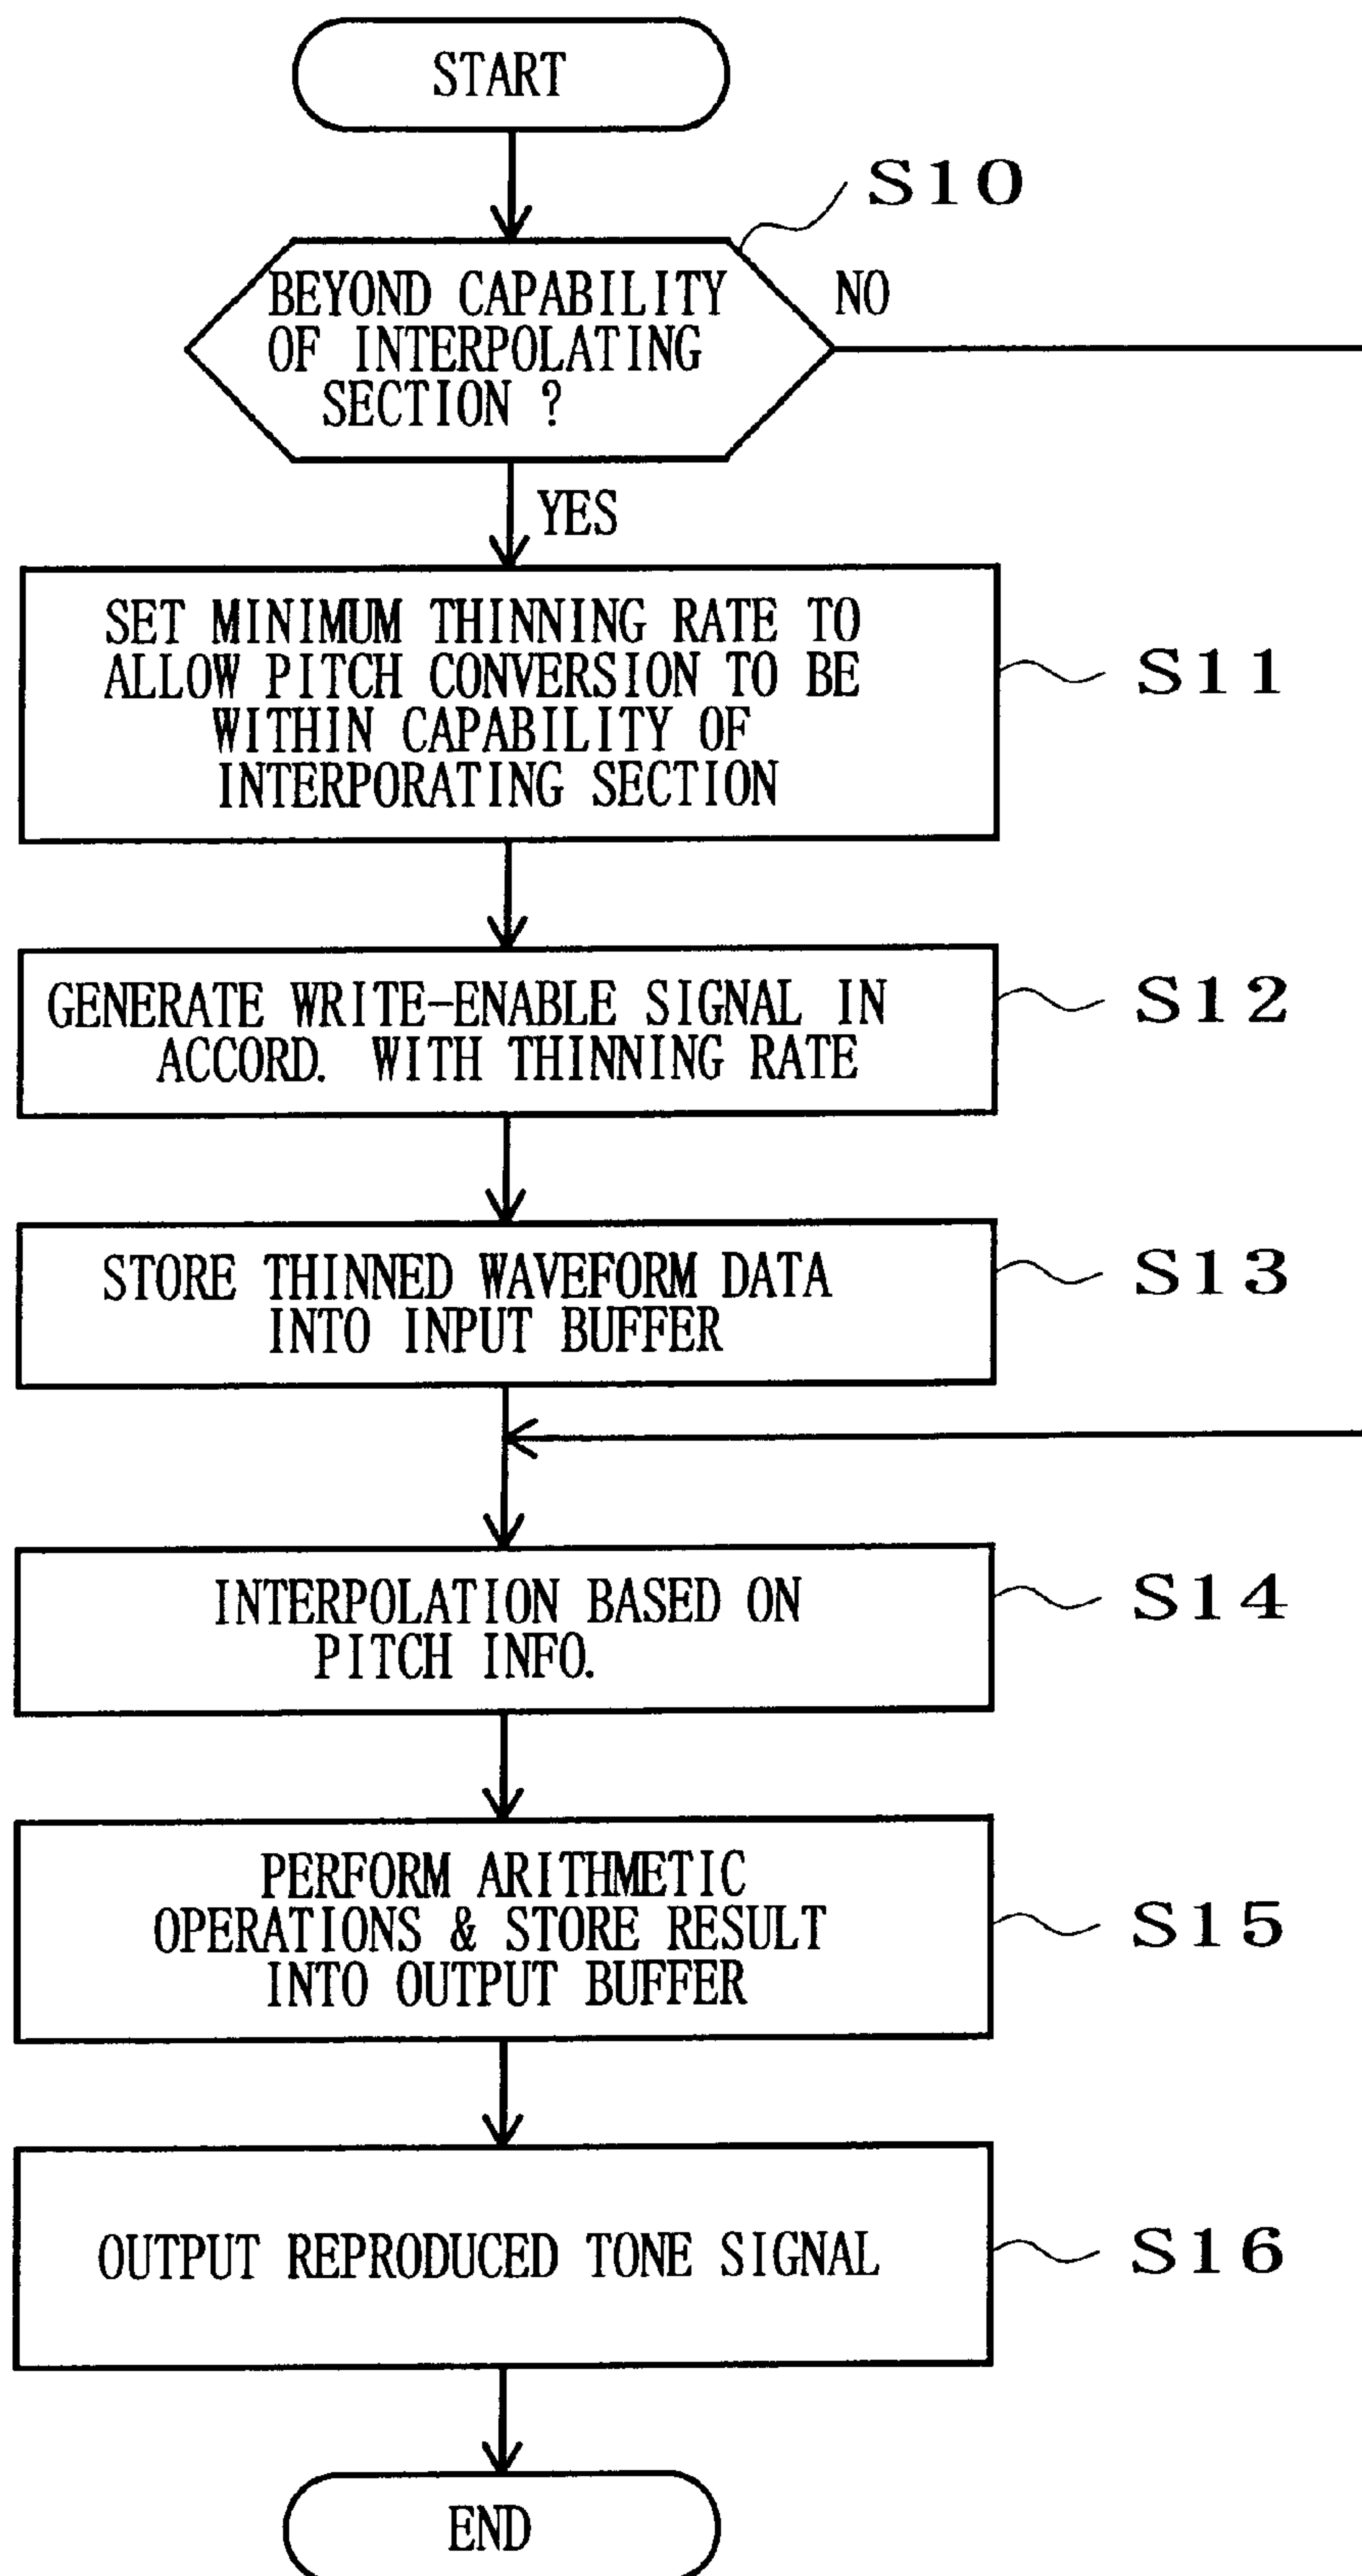 START
S10
BEYOND CAPABILITY
OF INTERPOLATING
SECTION ?
NO
YES
SET MINIMUM THINNING RATE TO
ALLOW PITCH CONVERSION TO BE
WITHIN CAPABILITY OF
INTERPORATING SECTION
S11
GENERATE WRITE-ENABLE SIGNAL IN
ACCORD. WITH THINNING RATE
S12
STORE THINNED WAVEFORM DATA
INTO INPUT BUFFER
S13
INTERPOLATION BASED ON
PITCH INFO.
S14
PERFORM ARITHMETIC
OPERATIONS & STORE RESULT
INTO OUTPUT BUFFER
S15
OUTPUT REPRODUCED TONE SIGNAL
S16
END